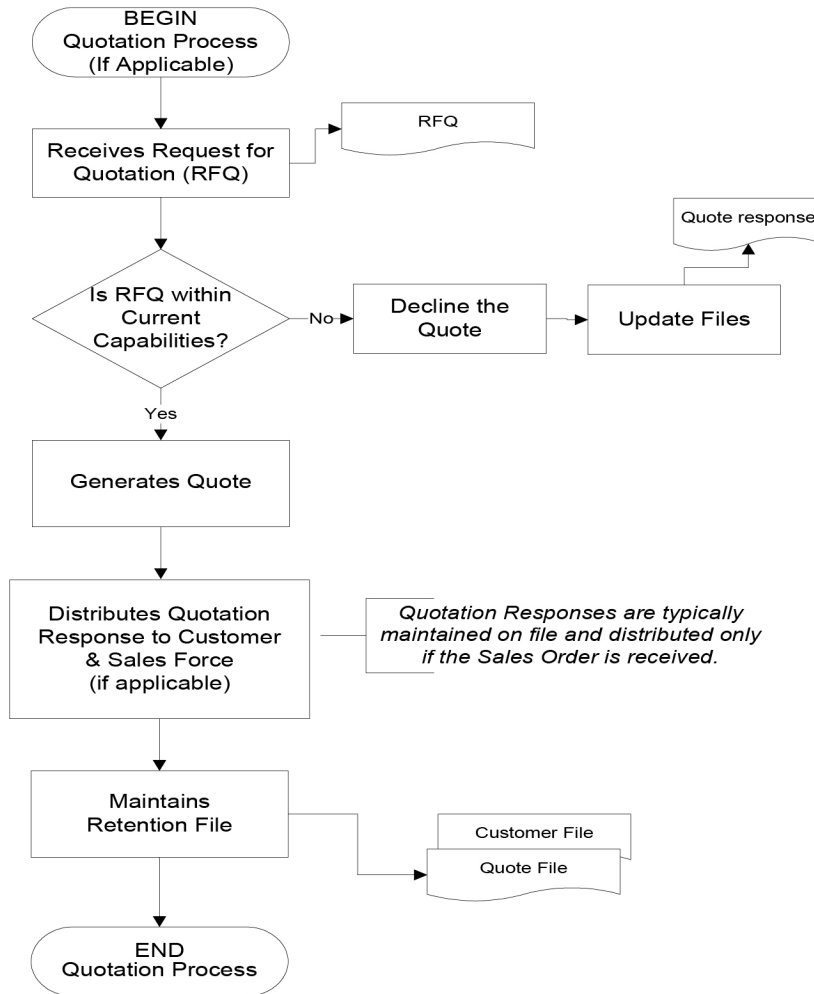 BEGIN
Quotation Process
(If Applicable)
RFQ
Receives Request for
Quotation (RFQ)
Quote response
Is RFQ within
Current
Capabilities?
No
Decline the
Quote
Update Files
Yes
Generates Quote
Distributes Quotation
Response to Customer
& Sales Force
(if applicable)
Quotation Responses are typically
maintained on file and distributed only
if the Sales Order is received.
Maintains
Retention File
Customer File
Quote File
END
Quotation Process